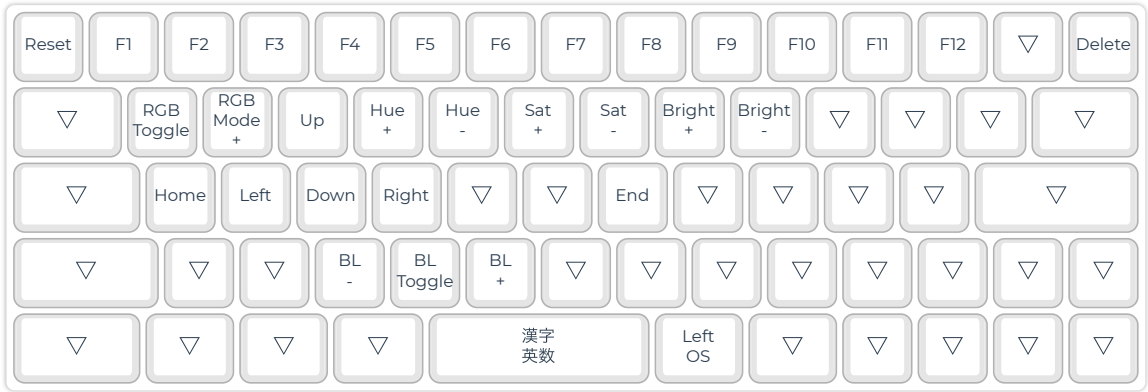 Reset F1 F2 F3 F4 F5 F6 F7 F8 F9 F10 F11 F12 ▽ Delete
▽ RGB Toggle RGB Mode + Up Hue + Hue - Sat + Sat - Bright + Bright - ▽ ▽ ▽ ▽
▽ Home Left Down Right ▽ ▽ End ▽ ▽ ▽ ▽ ▽
▽ ▽ ▽ BL - BL Toggle BL + ▽ ▽ ▽ ▽ ▽ ▽ ▽ ▽
▽ ▽ ▽ ▽ 漢字 英数 Left OS ▽ ▽ ▽ ▽ ▽